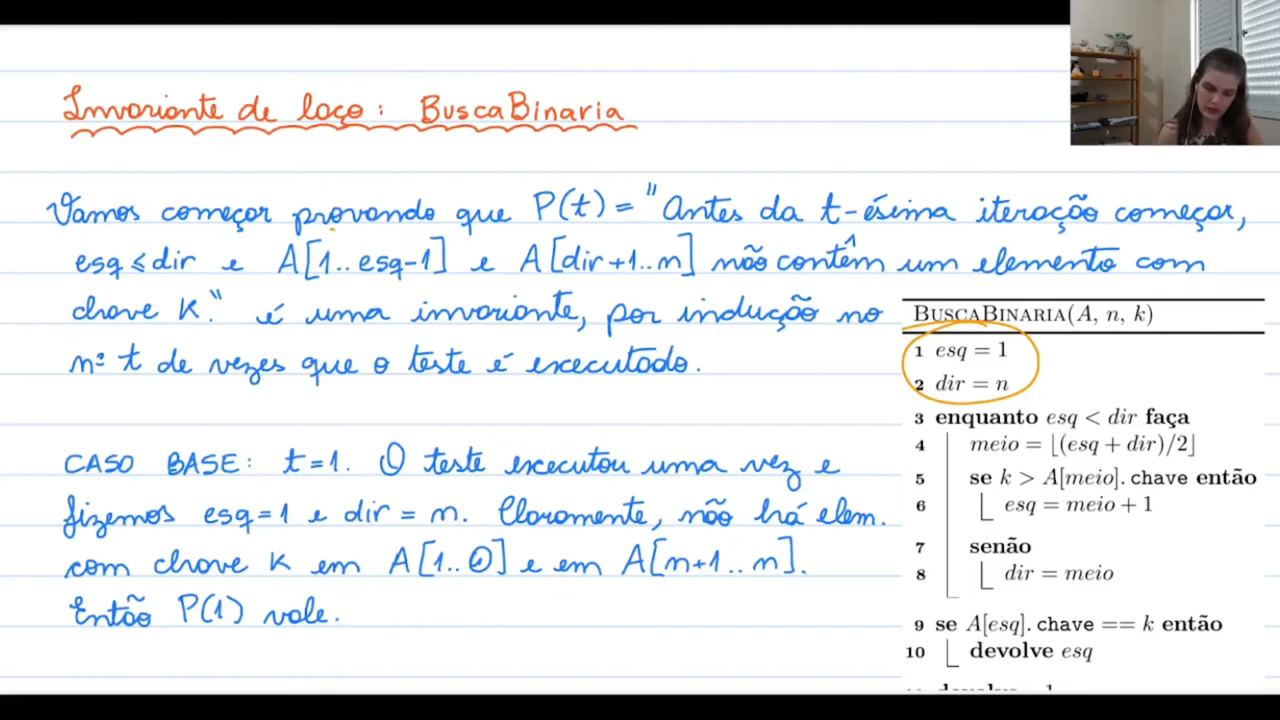 Invariante de laço: BuscaBinaria
Vamos começar provando que P(t) = "Antes da t-ésima iteração começar,
esq ≤ dir e A[1..esq-1] e A[dir+1..n] não contêm um elemento com
chave k." é uma invariante, por indução no
nº t de vezes que o teste é executado.
CASO BASE: t=1. O teste executou uma vez e
fizemos esq=1 e dir = n. Claramente, não há elem.
com chave k em A[1..0] e em A[n+1..n].
Então P(1) vale.
BUSCABINARIA(A, n, k)
1 esq = 1
2 dir = n
3 enquanto esq < dir faça
4 meio = ⌊(esq + dir)/2⌋
5 se k > A[meio].chave então
6 esq = meio + 1
7 senão
8 dir = meio
9 se A[esq].chave == k então
10 devolve esq